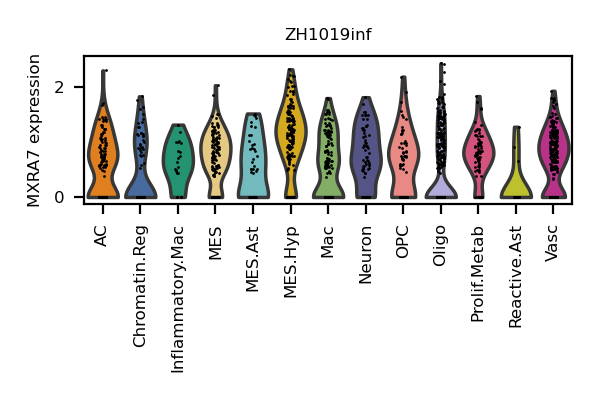 ZH1019inf
MXRA7 expression
2
0
AC
Chromatin.Reg
Inflammatory.Mac
MES
MES.Ast
MES.Hyp
Mac
Neuron
OPC
Oligo
Prolif.Metab
Reactive.Ast
Vasc